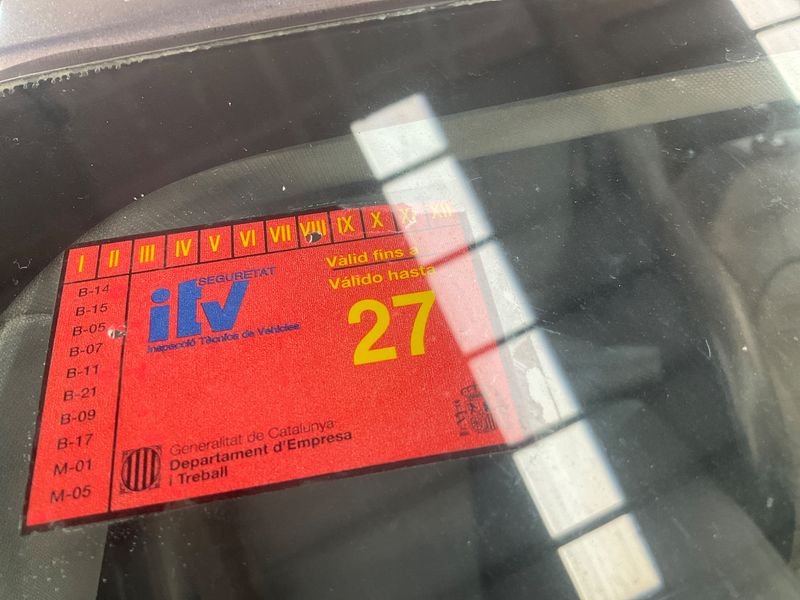 I II III IV V VI VII VIII IX X XI XII
B-14
B-15
B-05
B-07
B-11
B-21
B-09
B-17
M-01
M-05
SEGURETAT
itv
Inspecció Tècnica de Vehicles
Vàlid fins a
Válido hasta
27
Generalitat de Catalunya
Departament d'Empresa
i Treball